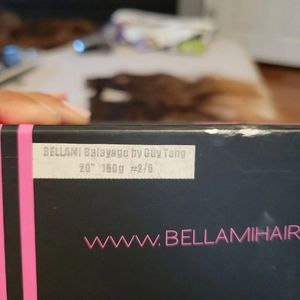 BELLAMI Balayage by Guy Tang
20" 160g #2/6
WWW.BELLAMIHAIR